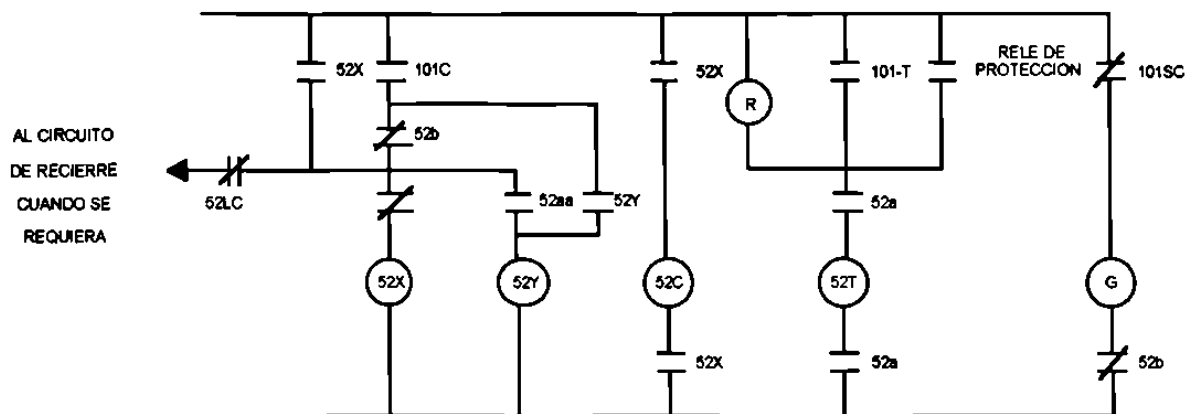 52X
101C
52X
101-T
RELE DE
PROTECCION
101SC
R
52b
AL CIRCUITO
DE RECIERRE
CUANDO SE
REQUIERA
52LC
52aa
52Y
52a
52X
52Y
52C
52T
G
52X
52a
52b